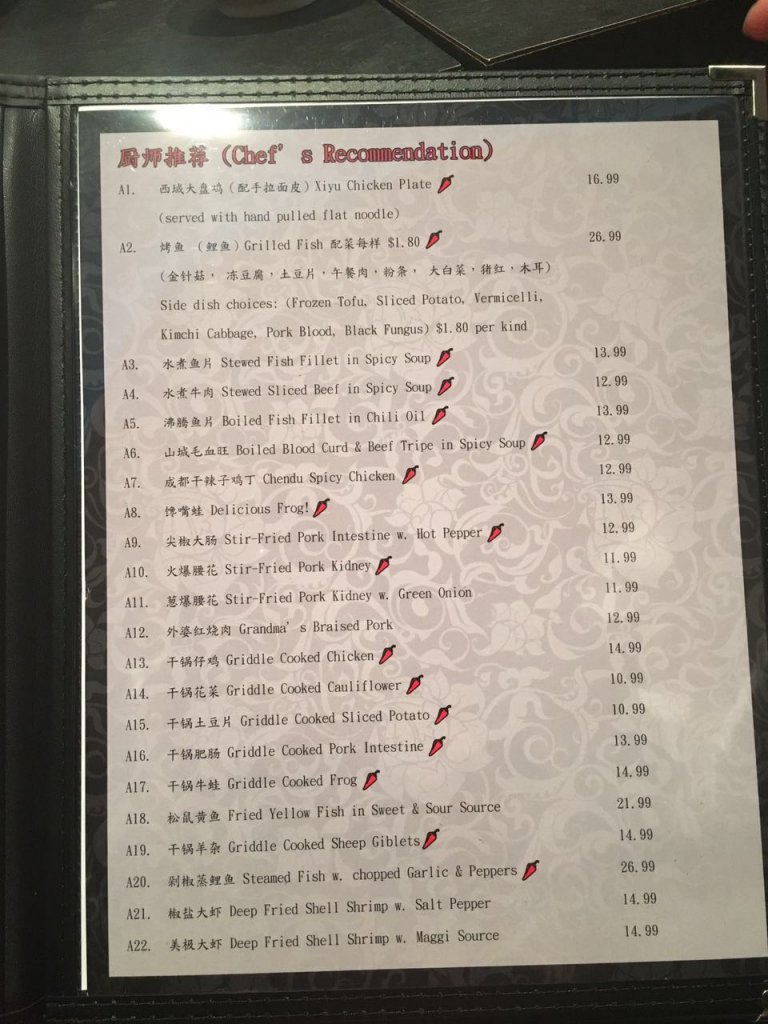 厨师推荐 (Chef's Recommendation)
A1. 西域大盘鸡(配手拉面皮) Xiyu Chicken Plate 16.99
(served with hand pulled flat noodle)
A2. 烤鱼 (鲤鱼) Grilled Fish 配菜每样 $1.80 26.99
(金针菇, 冻豆腐,土豆片,午餐肉,粉条, 大白菜,猪红,木耳)
Side dish choices: (Frozen Tofu, Sliced Potato, Vermicelli,
Kimchi Cabbage, Pork Blood, Black Fungus) $1.80 per kind
A3. 水煮鱼片 Stewed Fish Fillet in Spicy Soup 13.99
A4. 水煮牛肉 Stewed Sliced Beef in Spicy Soup 12.99
A5. 沸腾鱼片 Boiled Fish Fillet in Chili Oil 13.99
A6. 山城毛血旺 Boiled Blood Curd & Beef Tripe in Spicy Soup 12.99
A7. 成都干辣子鸡丁 Chendu Spicy Chicken 12.99
A8. 馋嘴蛙 Delicious Frog! 13.99
A9. 尖椒大肠 Stir-Fried Pork Intestine w. Hot Pepper 12.99
A10. 火爆腰花 Stir-Fried Pork Kidney 11.99
A11. 葱爆腰花 Stir-Fried Pork Kidney w. Green Onion 11.99
A12. 外婆红烧肉 Grandma's Braised Pork 12.99
A13. 干锅仔鸡 Griddle Cooked Chicken 14.99
A14. 干锅花菜 Griddle Cooked Cauliflower 10.99
A15. 干锅土豆片 Griddle Cooked Sliced Potato 10.99
A16. 干锅肥肠 Griddle Cooked Pork Intestine 13.99
A17. 干锅牛蛙 Griddle Cooked Frog 14.99
A18. 松鼠黄鱼 Fried Yellow Fish in Sweet & Sour Source 21.99
A19. 干锅羊杂 Griddle Cooked Sheep Giblets 14.99
A20. 剁椒蒸鲤鱼 Steamed Fish w. chopped Garlic & Peppers 26.99
A21. 椒盐大虾 Deep Fried Shell Shrimp w. Salt Pepper 14.99
A22. 美极大虾 Deep Fried Shell Shrimp w. Maggi Source 14.99